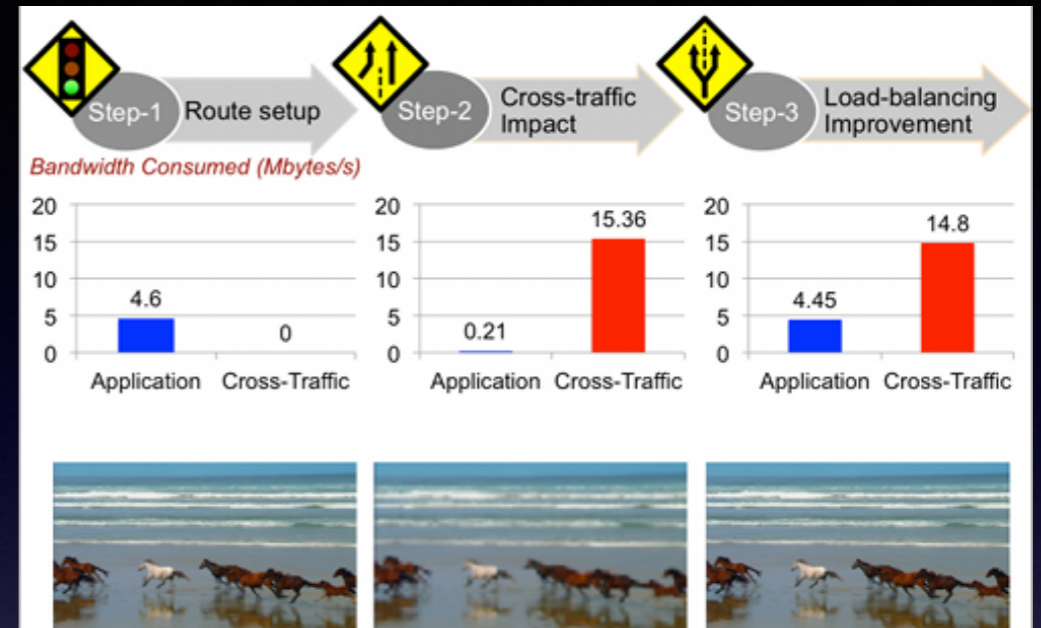 Step-1
Route setup
Step-2
Cross-traffic
Impact
Step-3
Load-balancing
Improvement
Bandwidth Consumed (Mbytes/s)
20
15
10
5
0
4.6
0
Application Cross-Traffic
20
15
10
5
0
0.21
15.36
Application Cross-Traffic
20
15
10
5
0
4.45
14.8
Application Cross-Traffic